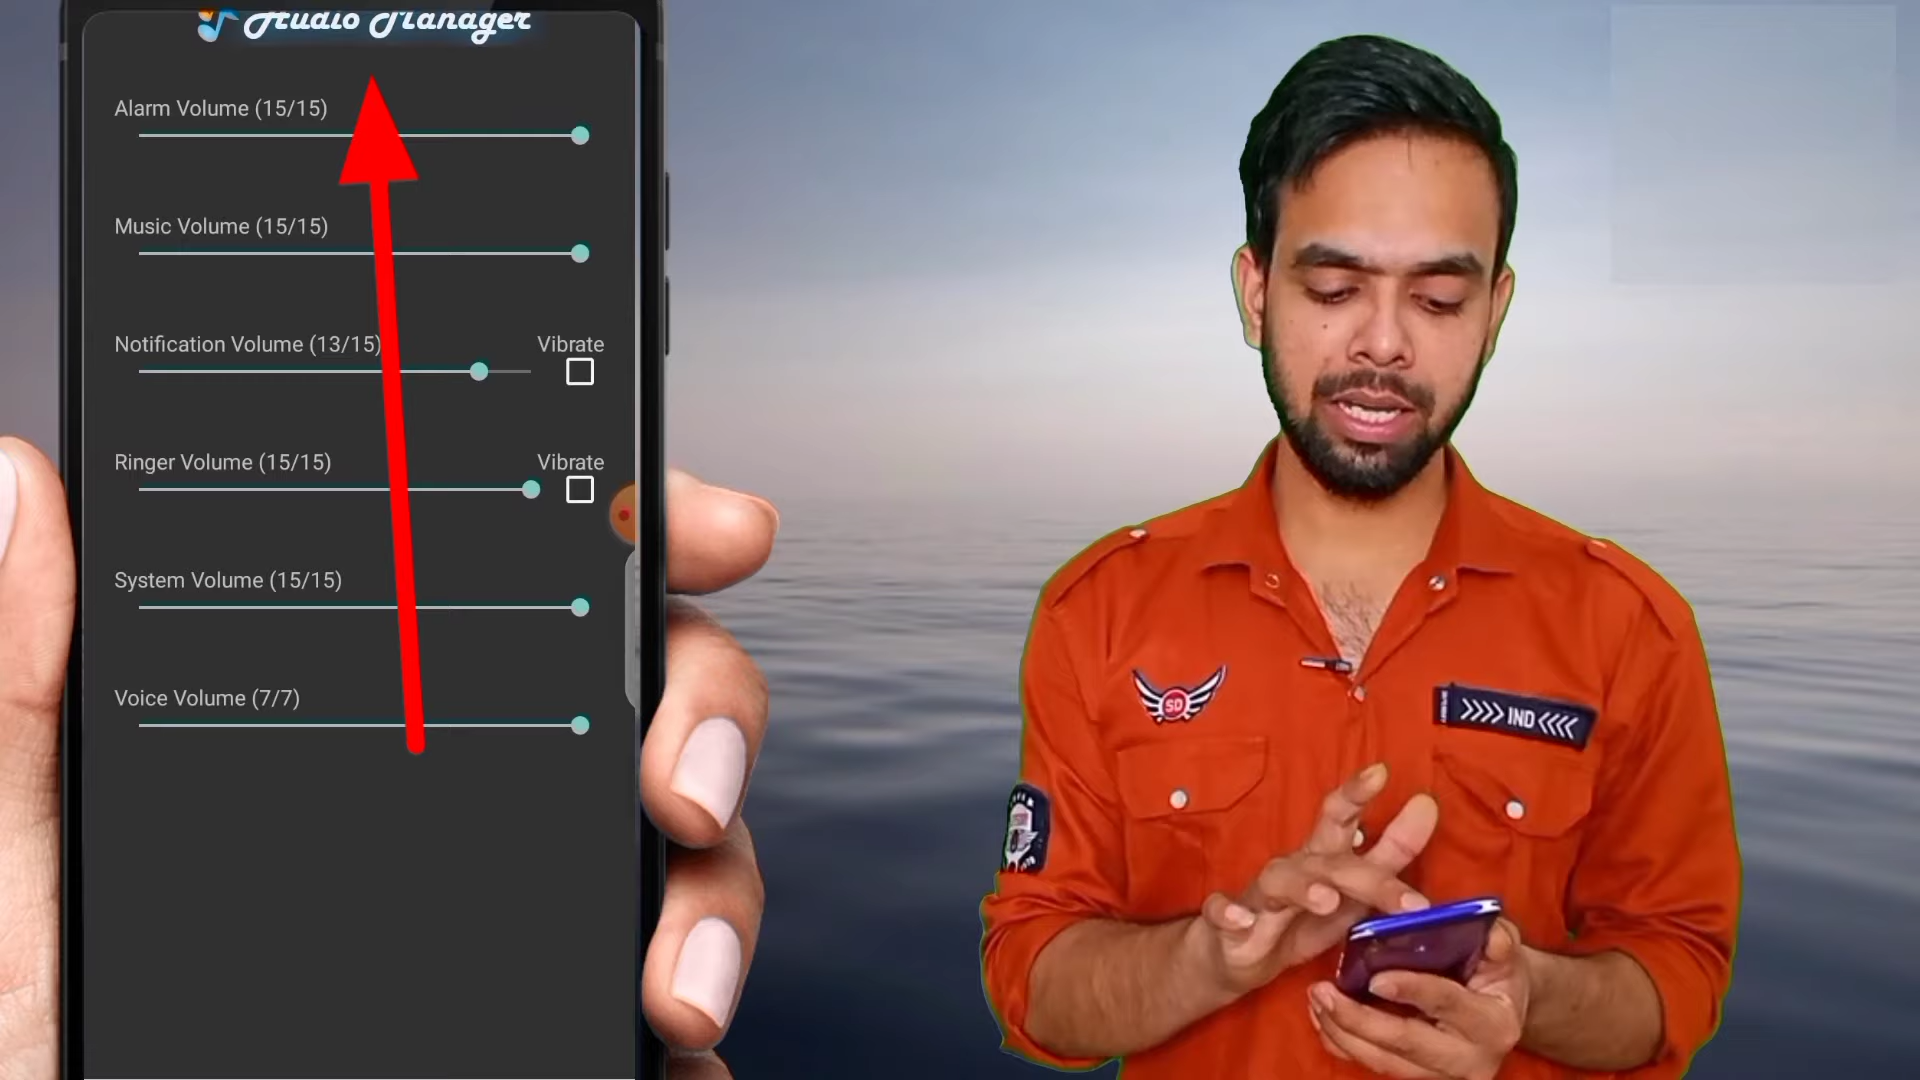 Audio Manager
Alarm Volume (15/15)
Music Volume (15/15)
Notification Volume (13/15)
Vibrate
Ringer Volume (15/15)
Vibrate
System Volume (15/15)
Voice Volume (7/7)
SD
IND